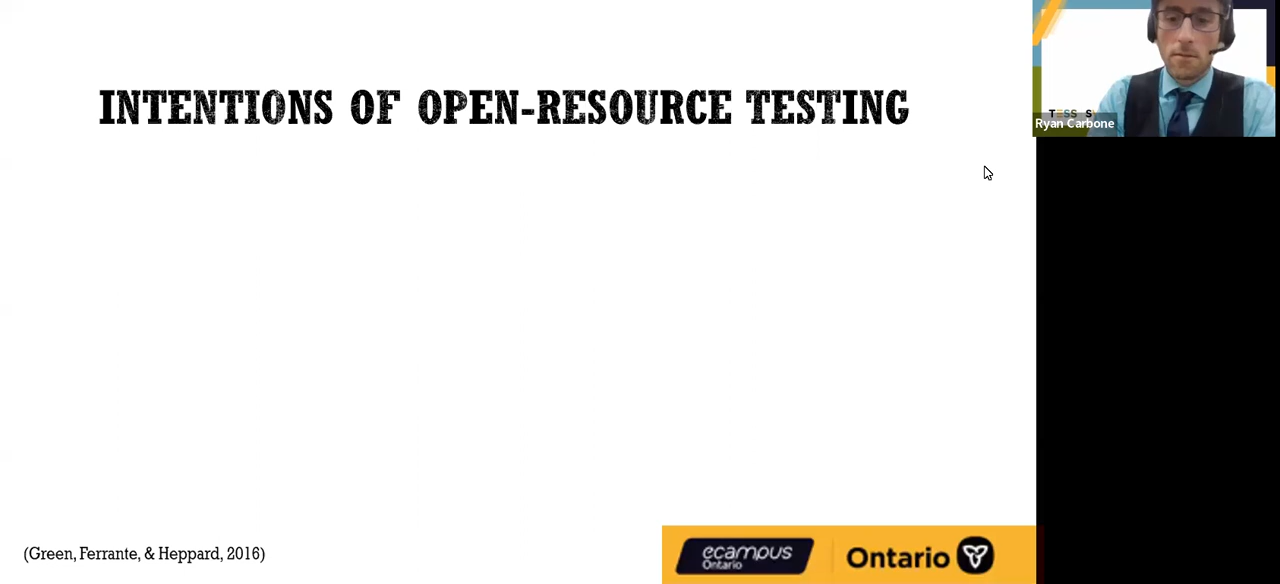 INTENTIONS OF OPEN-RESOURCE TESTING
Ryan Carbone
(Green, Ferrante, & Heppard, 2016)
ecampus
Ontario
Ontario